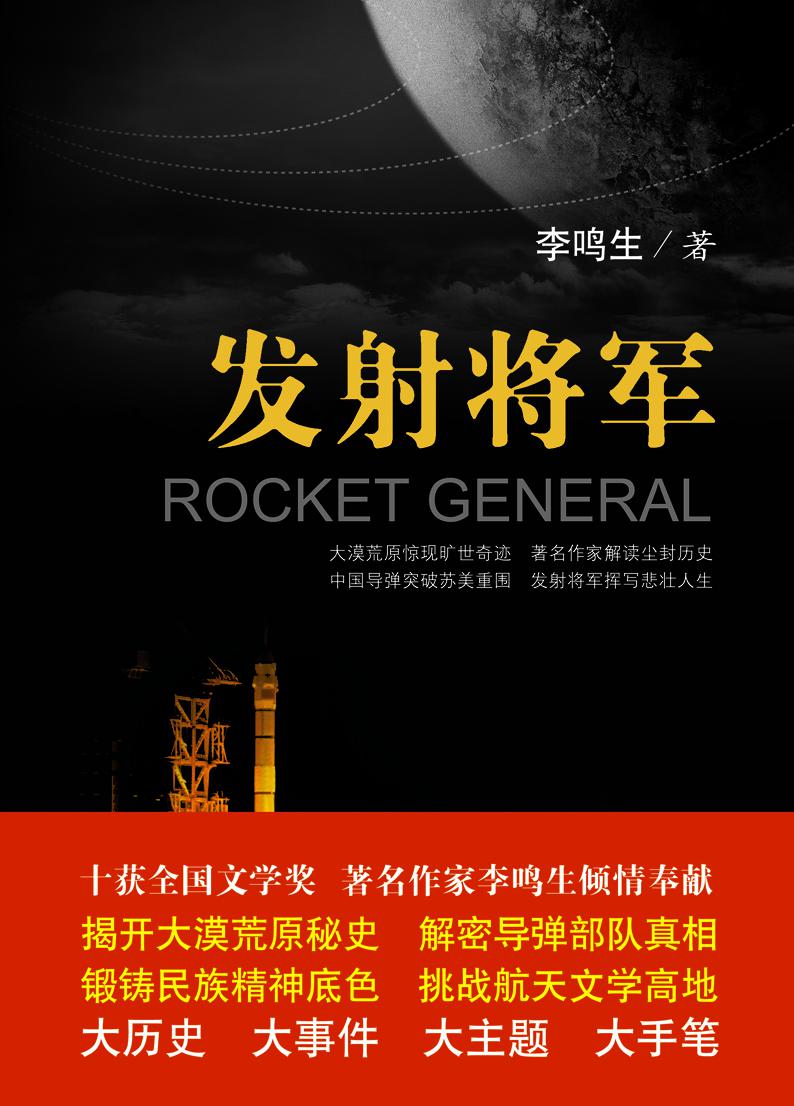 李鸣生/著
发射将军
ROCKET GENERAL
大漠荒原惊现旷世奇迹 著名作家解读尘封历史
中国导弹突破苏美重围 发射将军挥写悲壮人生
十获全国文学奖 著名作家李鸣生倾情奉献
揭开大漠荒原秘史 解密导弹部队真相
锻铸民族精神底色 挑战航天文学高地
大历史 大事件 大主题 大手笔